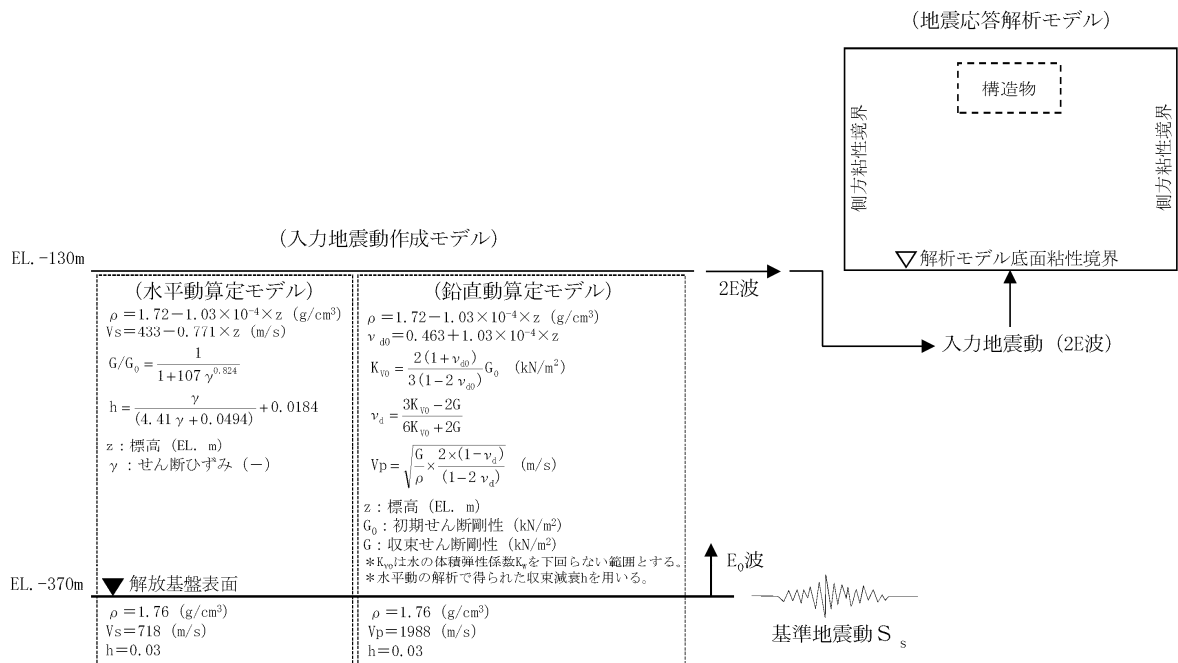 (地震応答解析モデル)
構造物
側方粘性境界
側方粘性境界
解析モデル底面粘性境界
入力地震動 (2E波)
2E波
(入力地震動作成モデル)
EL. -130m
(水平動算定モデル)
ρ=1.72-1.03×10⁻⁴×z (g/cm³)
Vs=433-0.771×z (m/s)
G/G₀ = 1 / (1+107 γ^0.824)
h = γ / (4.41 γ+0.0494) +0.0184
z:標高 (EL. m)
γ:せん断ひずみ (-)
(鉛直動算定モデル)
ρ=1.72-1.03×10⁻⁴×z (g/cm³)
ν_d0=0.463+1.03×10⁻⁴×z
K_V0 = 2(1+ν_d0) / 3(1-2ν_d0) G₀ (kN/m²)
ν_d = 3K_V0-2G / 6K_V0+2G
Vp = √(G/ρ × 2×(1-ν_d) / (1-2ν_d)) (m/s)
z:標高 (EL. m)
G₀:初期せん断剛性 (kN/m²)
G:収束せん断剛性 (kN/m²)
*K_V0は水の体積弾性係数K_wを下回らない範囲とする。
*水平動の解析で得られた収束減衰hを用いる。
E₀波
EL. -370m
解放基盤表面
ρ=1.76 (g/cm³)
Vs=718 (m/s)
h=0.03
ρ=1.76 (g/cm³)
Vp=1988 (m/s)
h=0.03
基準地震動Ss